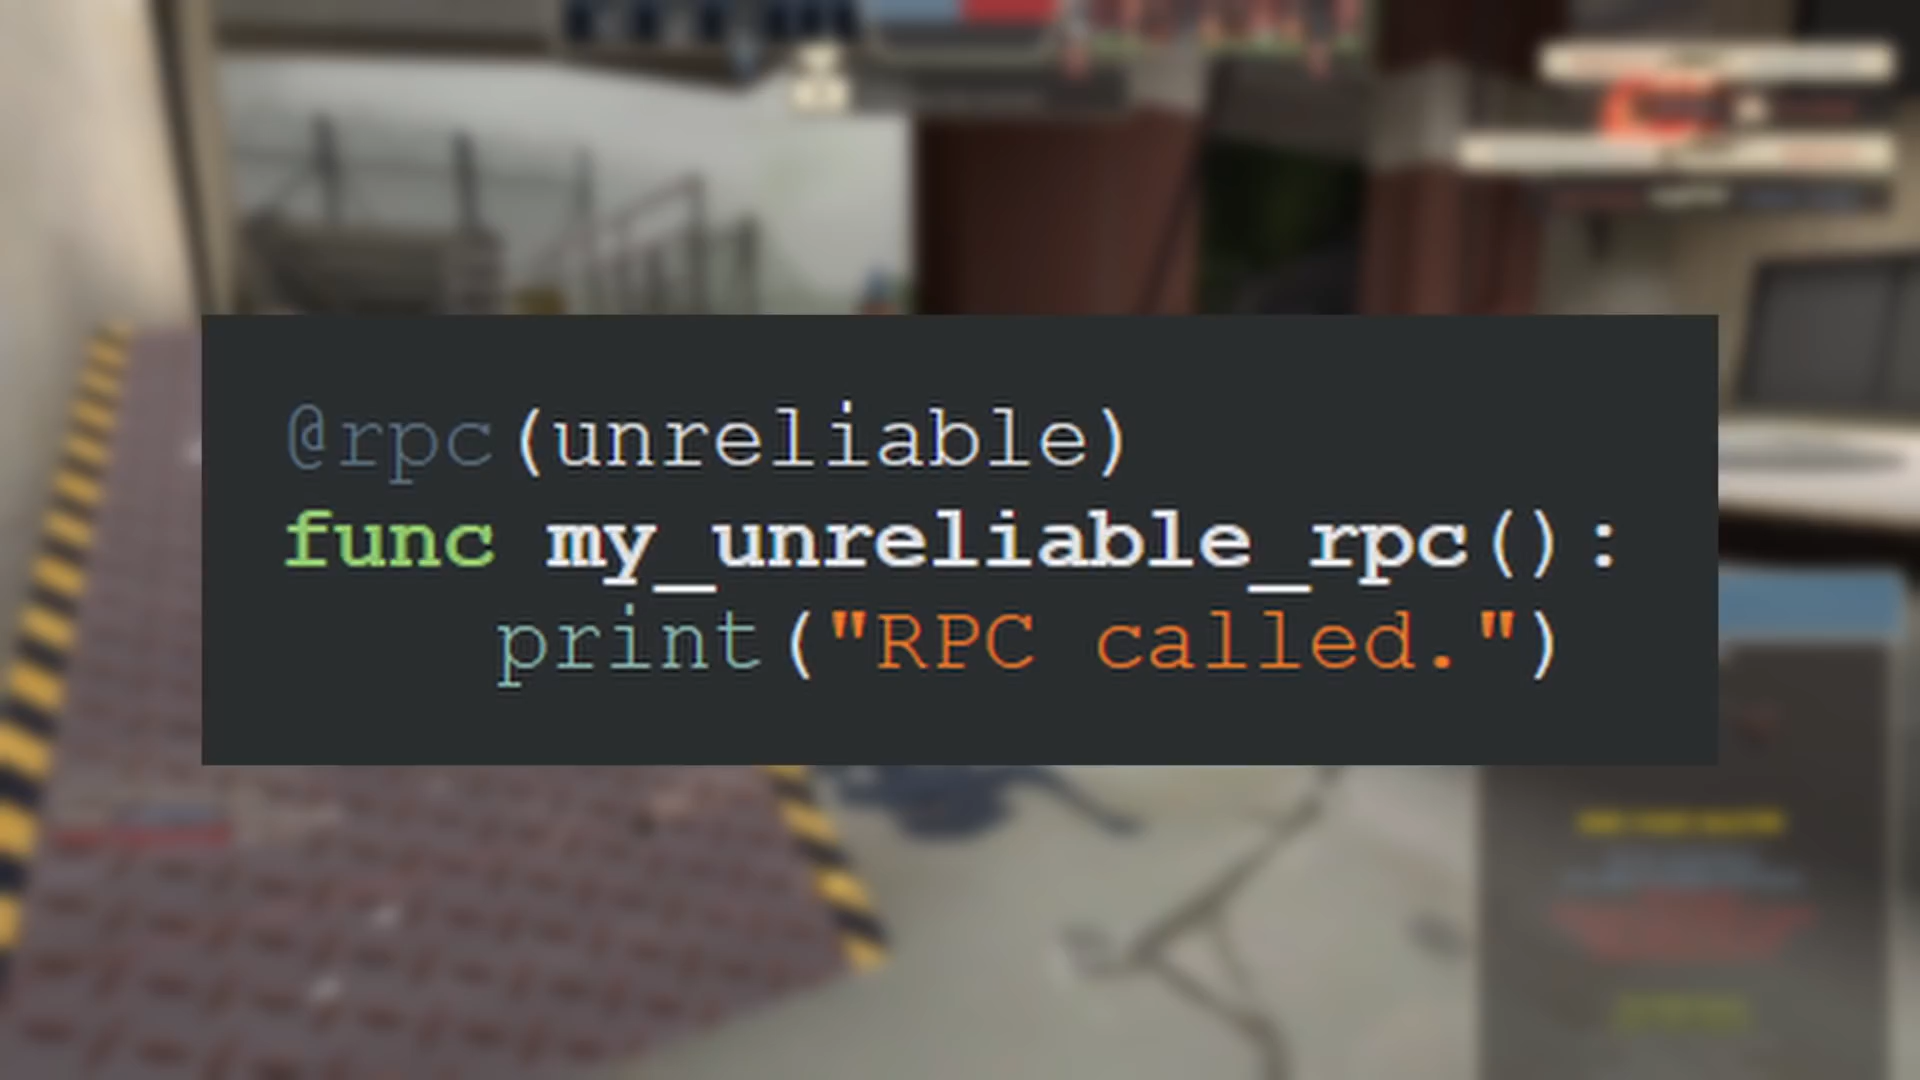 @rpc(unreliable)
func my_unreliable_rpc():
print("RPC called.")